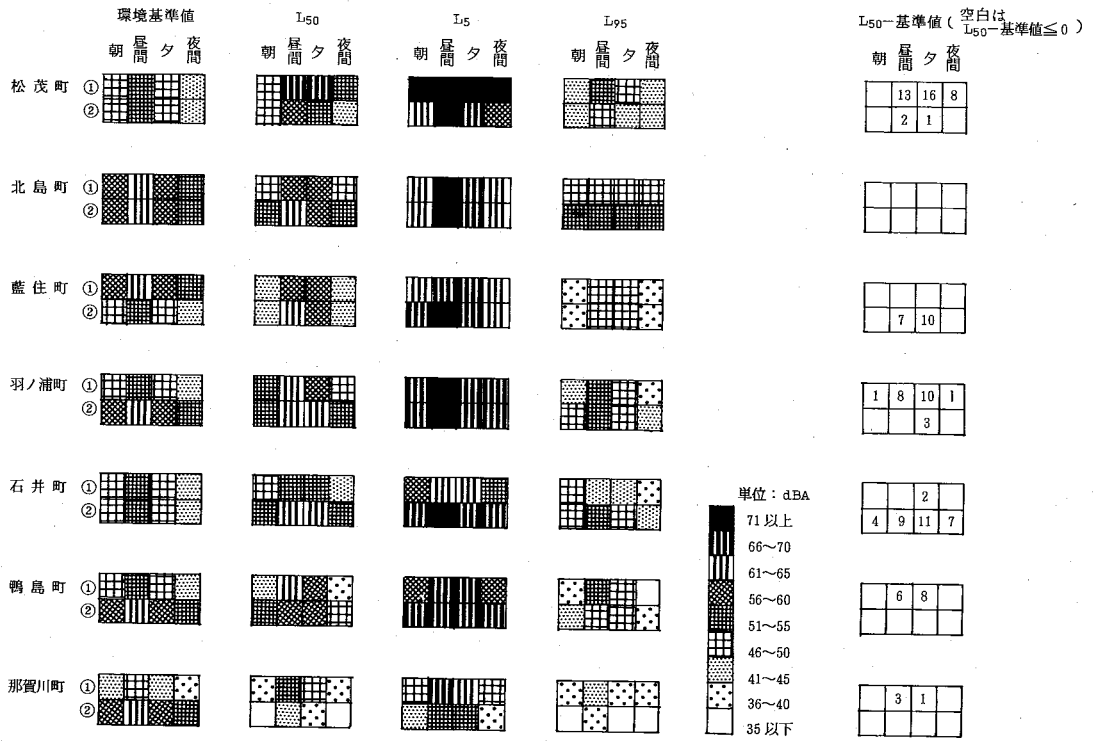 環境基準値 L50 L5 L95 L50－基準値（空白はL50－基準値≦0）
朝 昼間 夕 夜間 朝 昼間 夕 夜間 朝 昼間 夕 夜間 朝 昼間 夕 夜間 朝 昼間 夕 夜間
松茂町 ① 13 16 8
② 2 1
北島町 ①
②
藍住町 ①
② 7 10
羽ノ浦町 ① 1 8 10 1
② 3
石井町 ① 2
② 4 9 11 7
鴨島町 ① 6 8
②
那賀川町 ① 3 1
②
単位：dBA
71以上
66～70
61～65
56～60
51～55
46～50
41～45
36～40
35以下